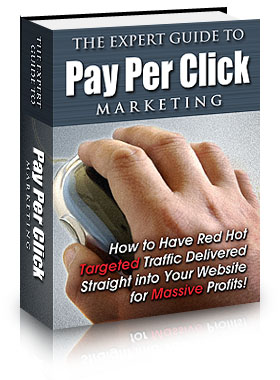 THE EXPERT GUIDE TO
Pay Per Click
MARKETING
How to Have Red Hot
Targeted Traffic Delivered
Straight into Your Website
for Massive Profits!
THE EXPERT
GUIDE TO
Pay Per Click
MARKETING